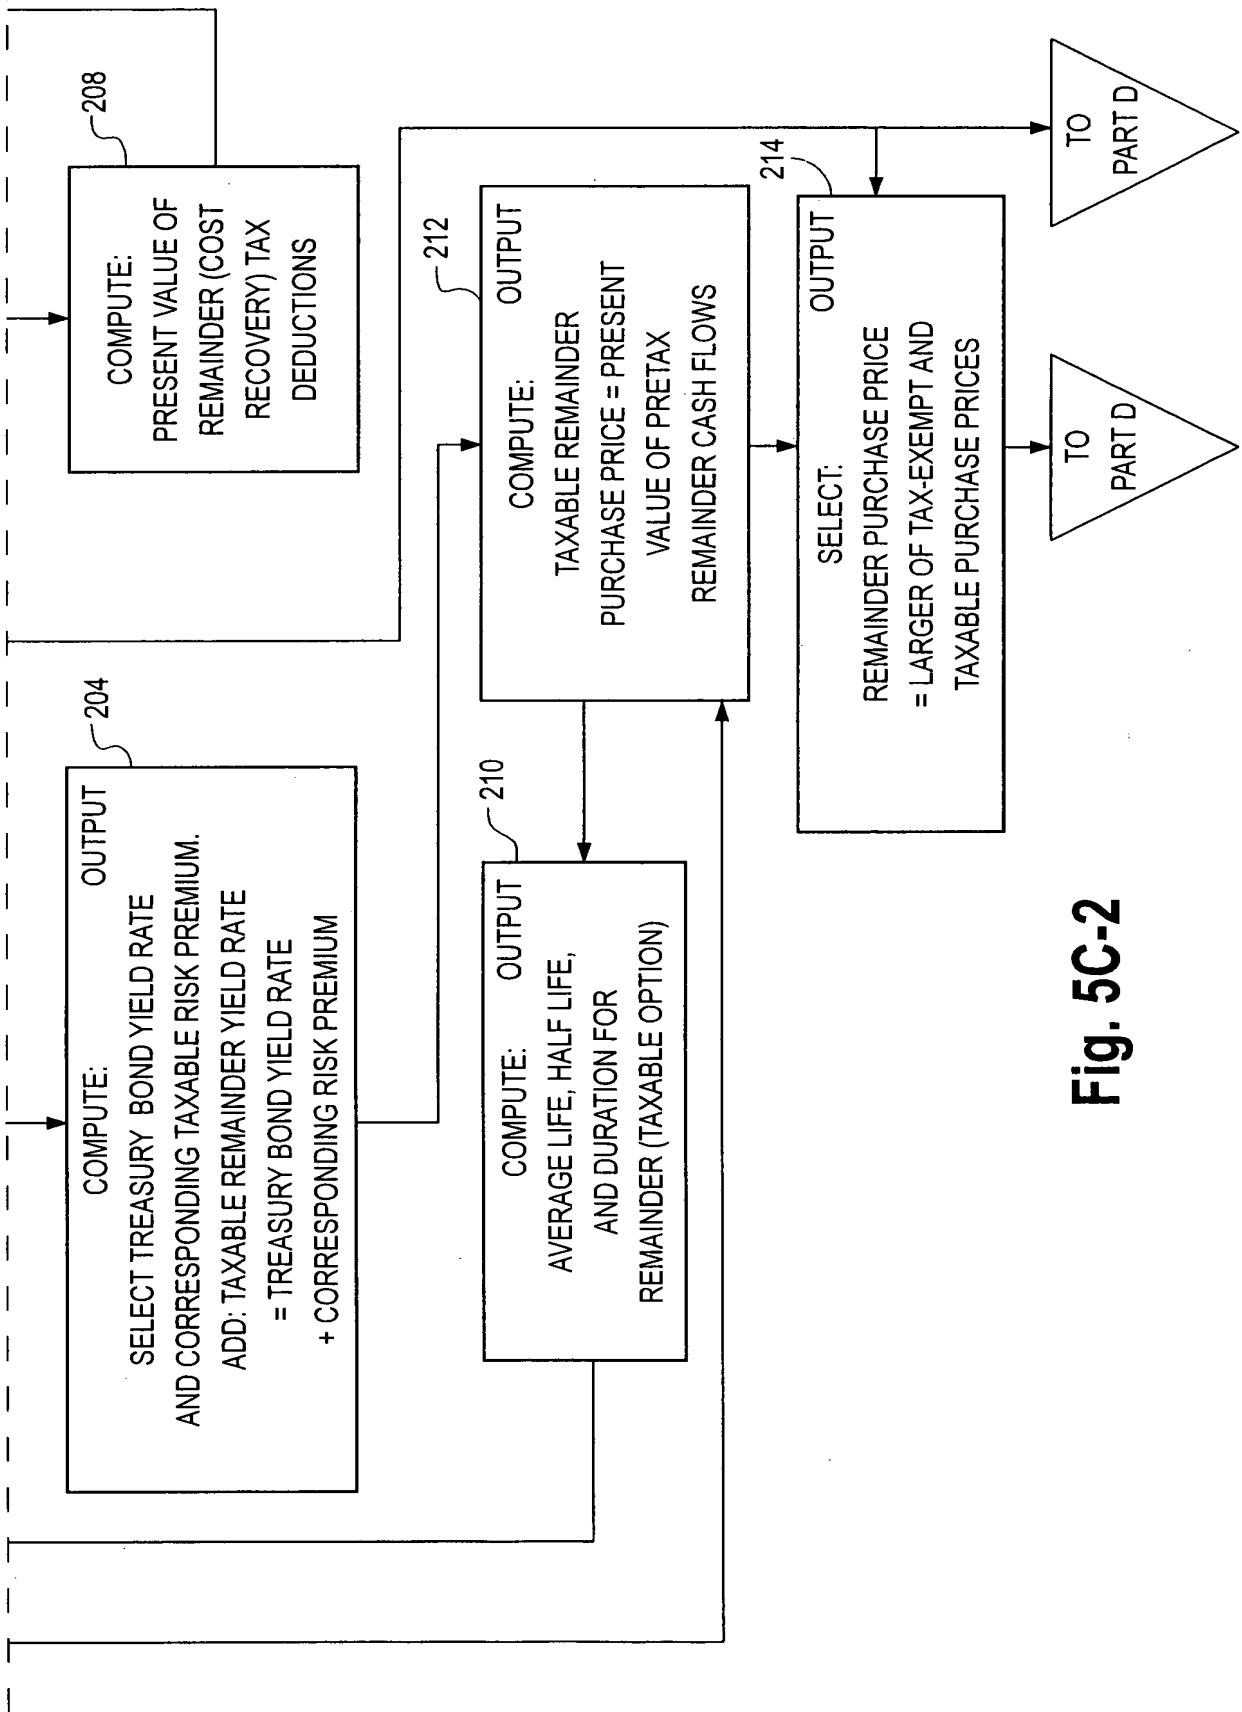 208
COMPUTE:
PRESENT VALUE OF
REMAINDER (COST
RECOVERY) TAX
DEDUCTIONS
204
COMPUTE: OUTPUT
SELECT TREASURY BOND YIELD RATE
AND CORRESPONDING TAXABLE RISK PREMIUM.
ADD: TAXABLE REMAINDER YIELD RATE
= TREASURY BOND YIELD RATE
+ CORRESPONDING RISK PREMIUM
212
COMPUTE: OUTPUT
TAXABLE REMAINDER
PURCHASE PRICE = PRESENT
VALUE OF PRETAX
REMAINDER CASH FLOWS
210
COMPUTE: OUTPUT
AVERAGE LIFE, HALF LIFE,
AND DURATION FOR
REMAINDER (TAXABLE OPTION)
214
SELECT: OUTPUT
REMAINDER PURCHASE PRICE
= LARGER OF TAX-EXEMPT AND
TAXABLE PURCHASE PRICES
TO
PART D
TO
PART D
Fig. 5C-2